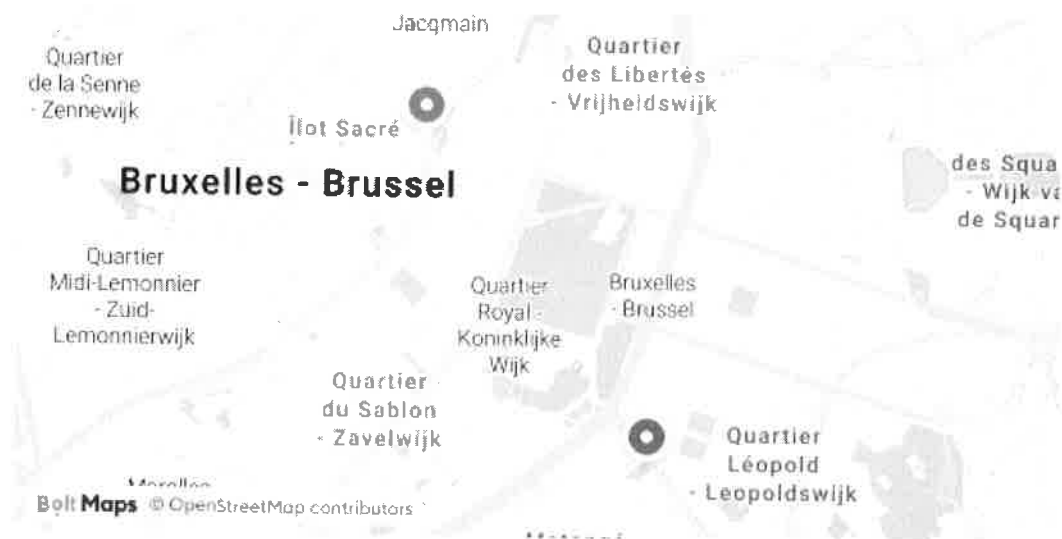 Jacqmain
Quartier
de la Senne
- Zennewijk
Quartier
des Libertés
- Vrijheidswijk
Îlot Sacré
Bruxelles - Brussel
des Squa
- Wijk va
de Squar
Quartier
Midi-Lemonnier
- Zuid-
Lemonnierwijk
Quartier
Royal -
Koninklijke
Wijk
Bruxelles
- Brussel
Quartier
du Sablon
- Zavelwijk
Quartier
Léopold
- Leopoldswijk
Marolles
Bolt Maps © OpenStreetMap contributors